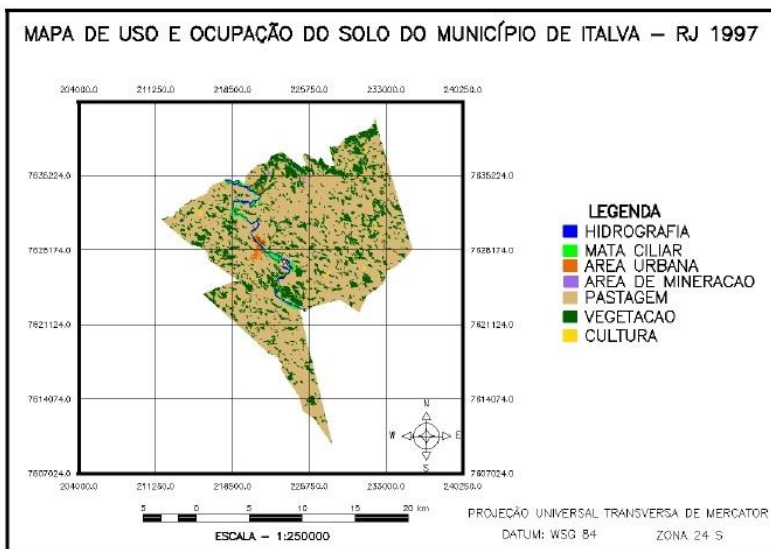 MAPA DE USO E OCUPAÇÃO DO SOLO DO MUNICÍPIO DE ITALVA – RJ 1997
204000.0 211250.0 218500.0 225750.0 233000.0 240250.0
7635224.0 7635224.0
7628174.0 7628174.0
7621124.0 7621124.0
7614074.0 7614074.0
7607024.0 7607024.0
204000.0 211250.0 218500.0 225750.0 233000.0 240250.0
N
W E
S
LEGENDA
HIDROGRAFIA
MATA CILIAR
AREA URBANA
AREA DE MINERACAO
PASTAGEM
VEGETACAO
CULTURA
5 0 5 10 15 20 km
ESCALA – 1:250000
PROJEÇÃO UNIVERSAL TRANSVERSA DE MERCATOR
DATUM: WSG 84 ZONA 24 S